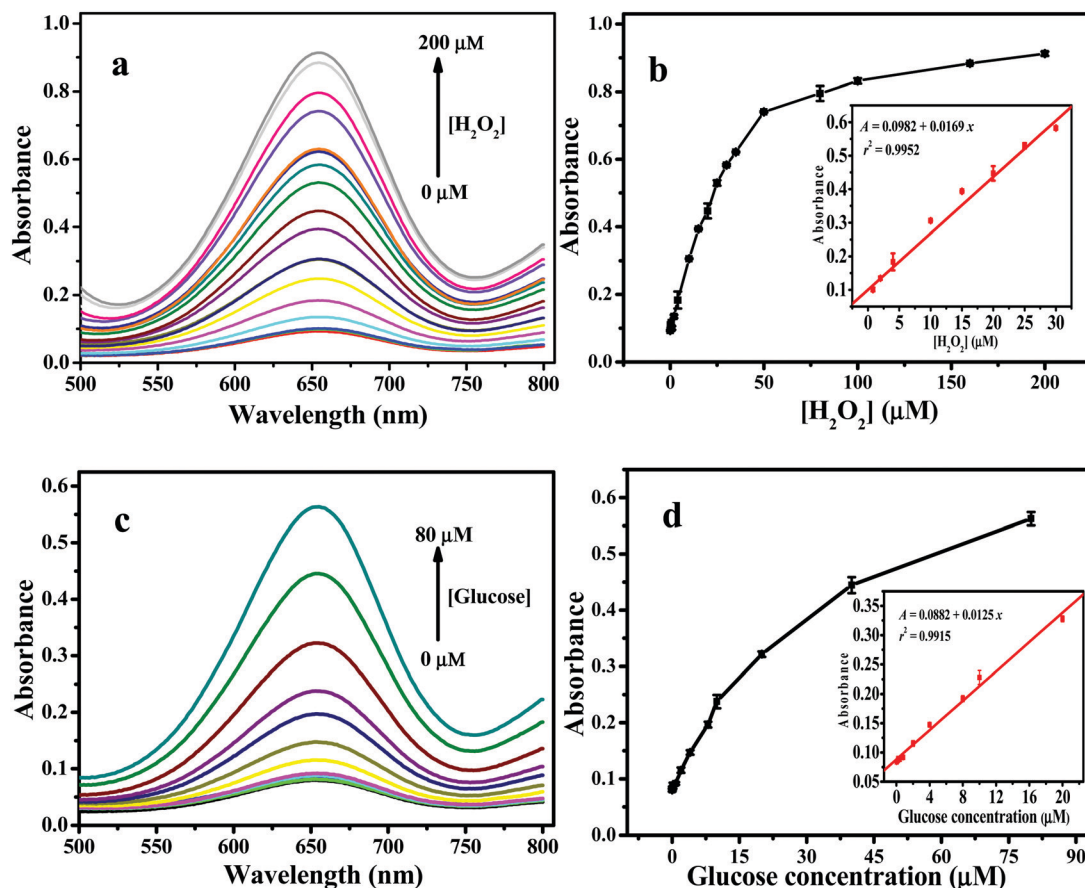 a
200 μM
[H₂O₂]
0 μM
Absorbance
1.0
0.8
0.6
0.4
0.2
0.0
500 550 600 650 700 750 800
Wavelength (nm)
b
Absorbance
1.0
0.8
0.6
0.4
0.2
0.0
0 50 100 150 200
[H₂O₂] (μM)
A = 0.0982 + 0.0169 x
r² = 0.9952
Absorbance
0.6
0.5
0.4
0.3
0.2
0.1
0 5 10 15 20 25 30
[H₂O₂] (μM)
c
80 μM
[Glucose]
0 μM
Absorbance
0.6
0.5
0.4
0.3
0.2
0.1
0.0
500 550 600 650 700 750 800
Wavelength (nm)
d
Absorbance
0.6
0.5
0.4
0.3
0.2
0.1
0.0
0 15 30 45 60 75 90
Glucose concentration (μM)
A = 0.0882 + 0.0125 x
r² = 0.9915
Absorbance
0.35
0.30
0.25
0.20
0.15
0.10
0.05
0 4 8 12 16 20
Glucose concentration (μM)